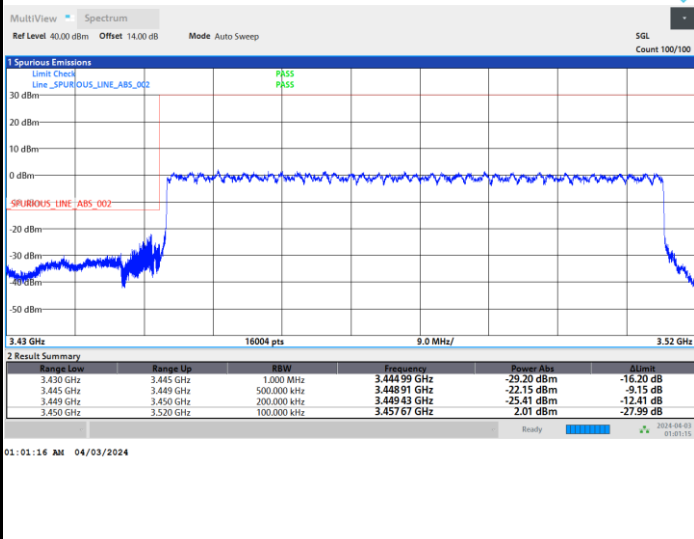 MultiView Spectrum
Ref Level 40.00 dBm Offset 14.00 dB Mode Auto Sweep SGL
Count 100/100
1 Spurious Emissions
Limit Check PASS
Line _SPURIOUS_LINE_ABS_002 PASS
30 dBm
20 dBm
10 dBm
0 dBm
_SPURIOUS_LINE_ABS_002
-20 dBm
-30 dBm
-40 dBm
-50 dBm
3.43 GHz 16004 pts 9.0 MHz/ 3.52 GHz
2 Result Summary
Range Low Range Up RBW Frequency Power Abs ΔLimit
3.430 GHz 3.445 GHz 1.000 MHz 3.444 99 GHz -29.20 dBm -16.20 dB
3.445 GHz 3.449 GHz 500.000 kHz 3.448 91 GHz -22.15 dBm -9.15 dB
3.449 GHz 3.450 GHz 200.000 kHz 3.449 43 GHz -25.41 dBm -12.41 dB
3.450 GHz 3.520 GHz 100.000 kHz 3.457 67 GHz 2.01 dBm -27.99 dB
Ready 2024-04-03
01:01:15
01:01:16 AM 04/03/2024